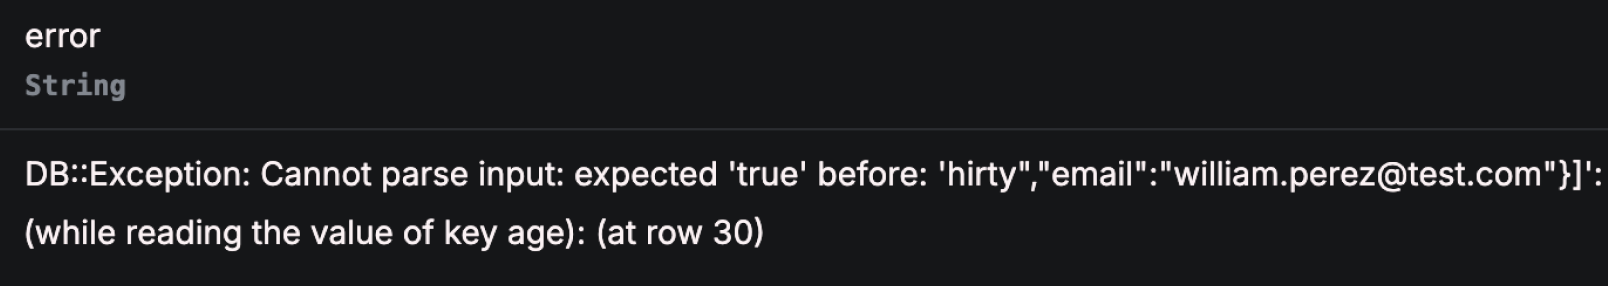 error
String
DB::Exception: Cannot parse input: expected 'true' before: 'hirty","email":"william.perez@test.com"}]':
(while reading the value of key age): (at row 30)